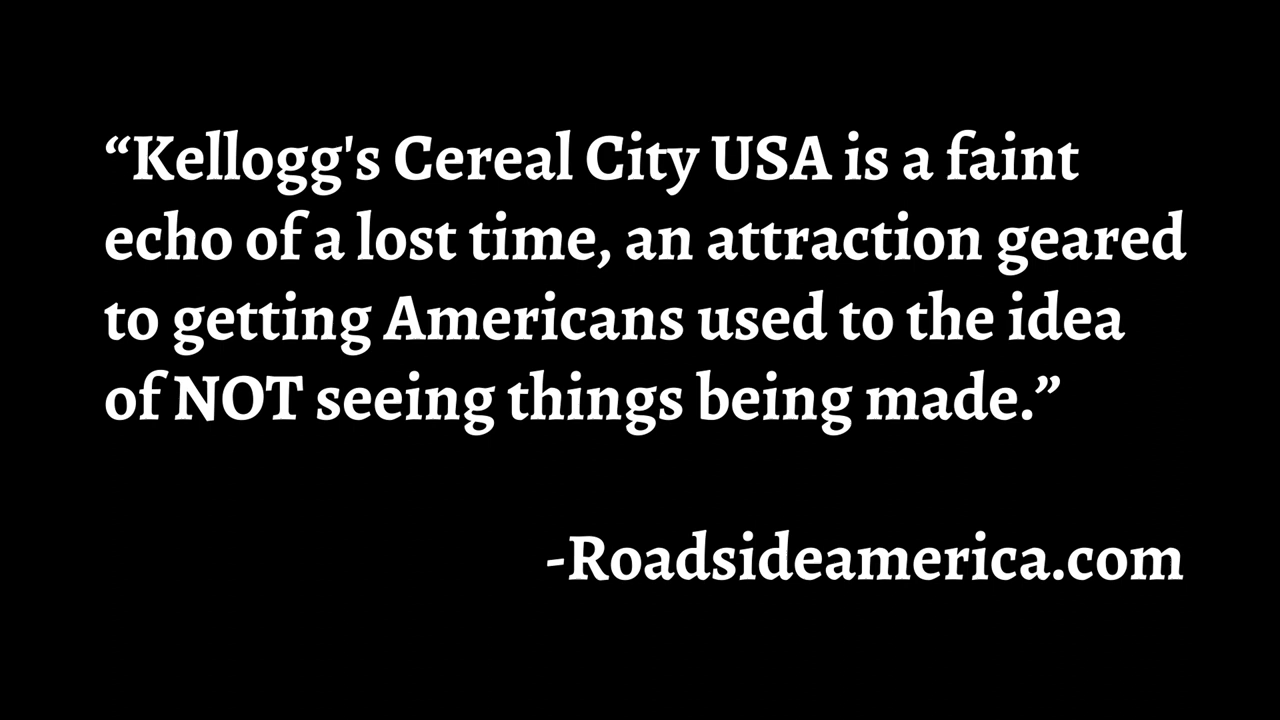 “Kellogg's Cereal City USA is a faint
echo of a lost time, an attraction geared
to getting Americans used to the idea
of NOT seeing things being made.”
-Roadsideamerica.com